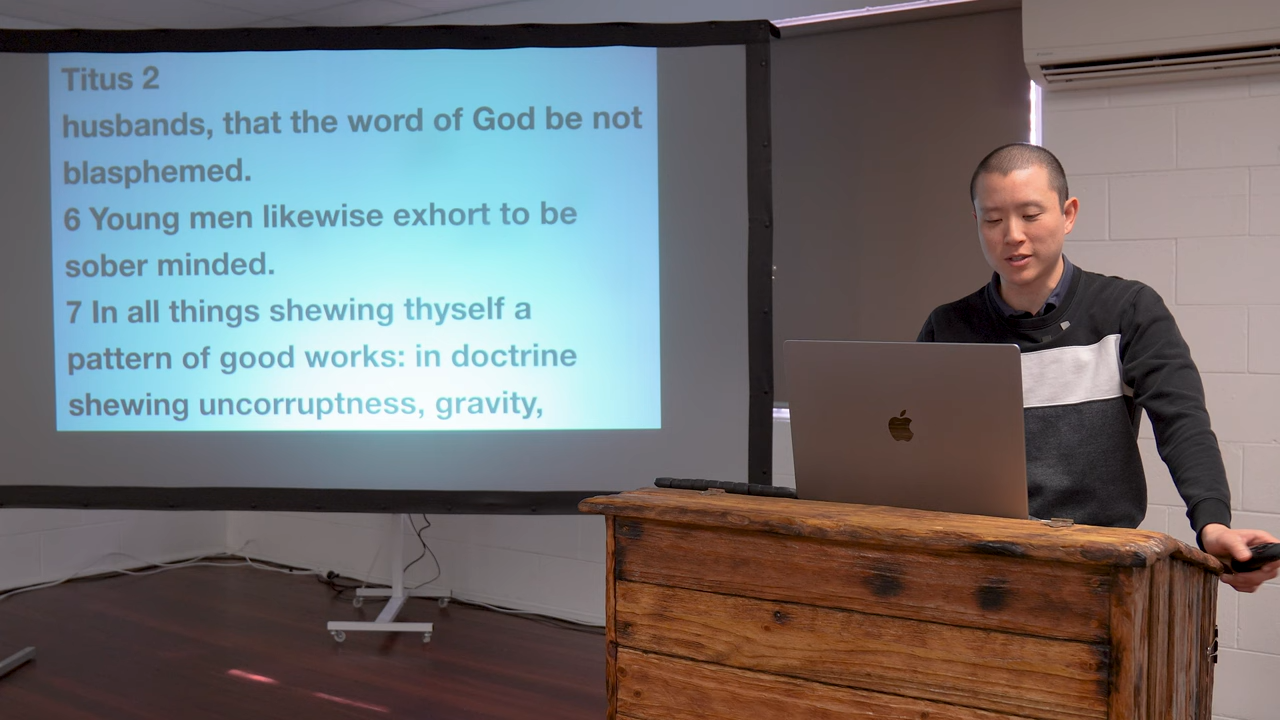 Titus 2
husbands, that the word of God be not
blasphemed.
6 Young men likewise exhort to be
sober minded.
7 In all things shewing thyself a
pattern of good works: in doctrine
shewing uncorruptness, gravity,